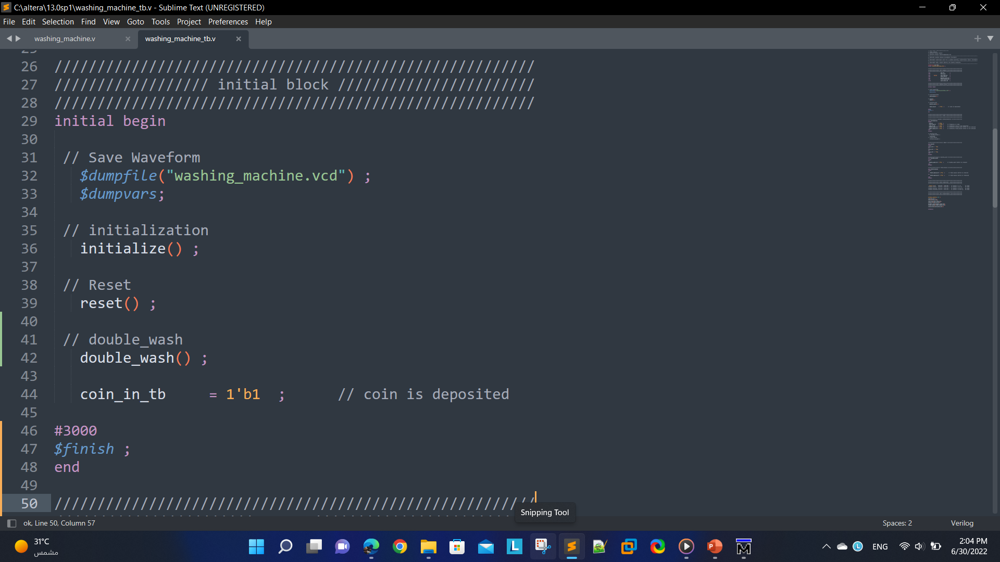 C:\altera\13.0sp1\washing_machine_tb.v - Sublime Text (UNREGISTERED)
File Edit Selection Find View Goto Tools Project Preferences Help
washing_machine.v
washing_machine_tb.v
26 ////////////////////////////////////////////////////////
27 ////////////////// initial block ///////////////////////
28 ////////////////////////////////////////////////////////
29 initial begin
30
31 // Save Waveform
32 $dumpfile("washing_machine.vcd") ;
33 $dumpvars;
34
35 // initialization
36 initialize() ;
37
38 // Reset
39 reset() ;
40
41 // double_wash
42 double_wash() ;
43
44 coin_in_tb = 1'b1 ; // coin is deposited
45
46 #3000
47 $finish ;
48 end
49
50 ////////////////////////////////////////////////////////
Snipping Tool
ok, Line 50, Column 57
Spaces: 2
Verilog
31°C
مشمس
ENG
2:04 PM
6/30/2022